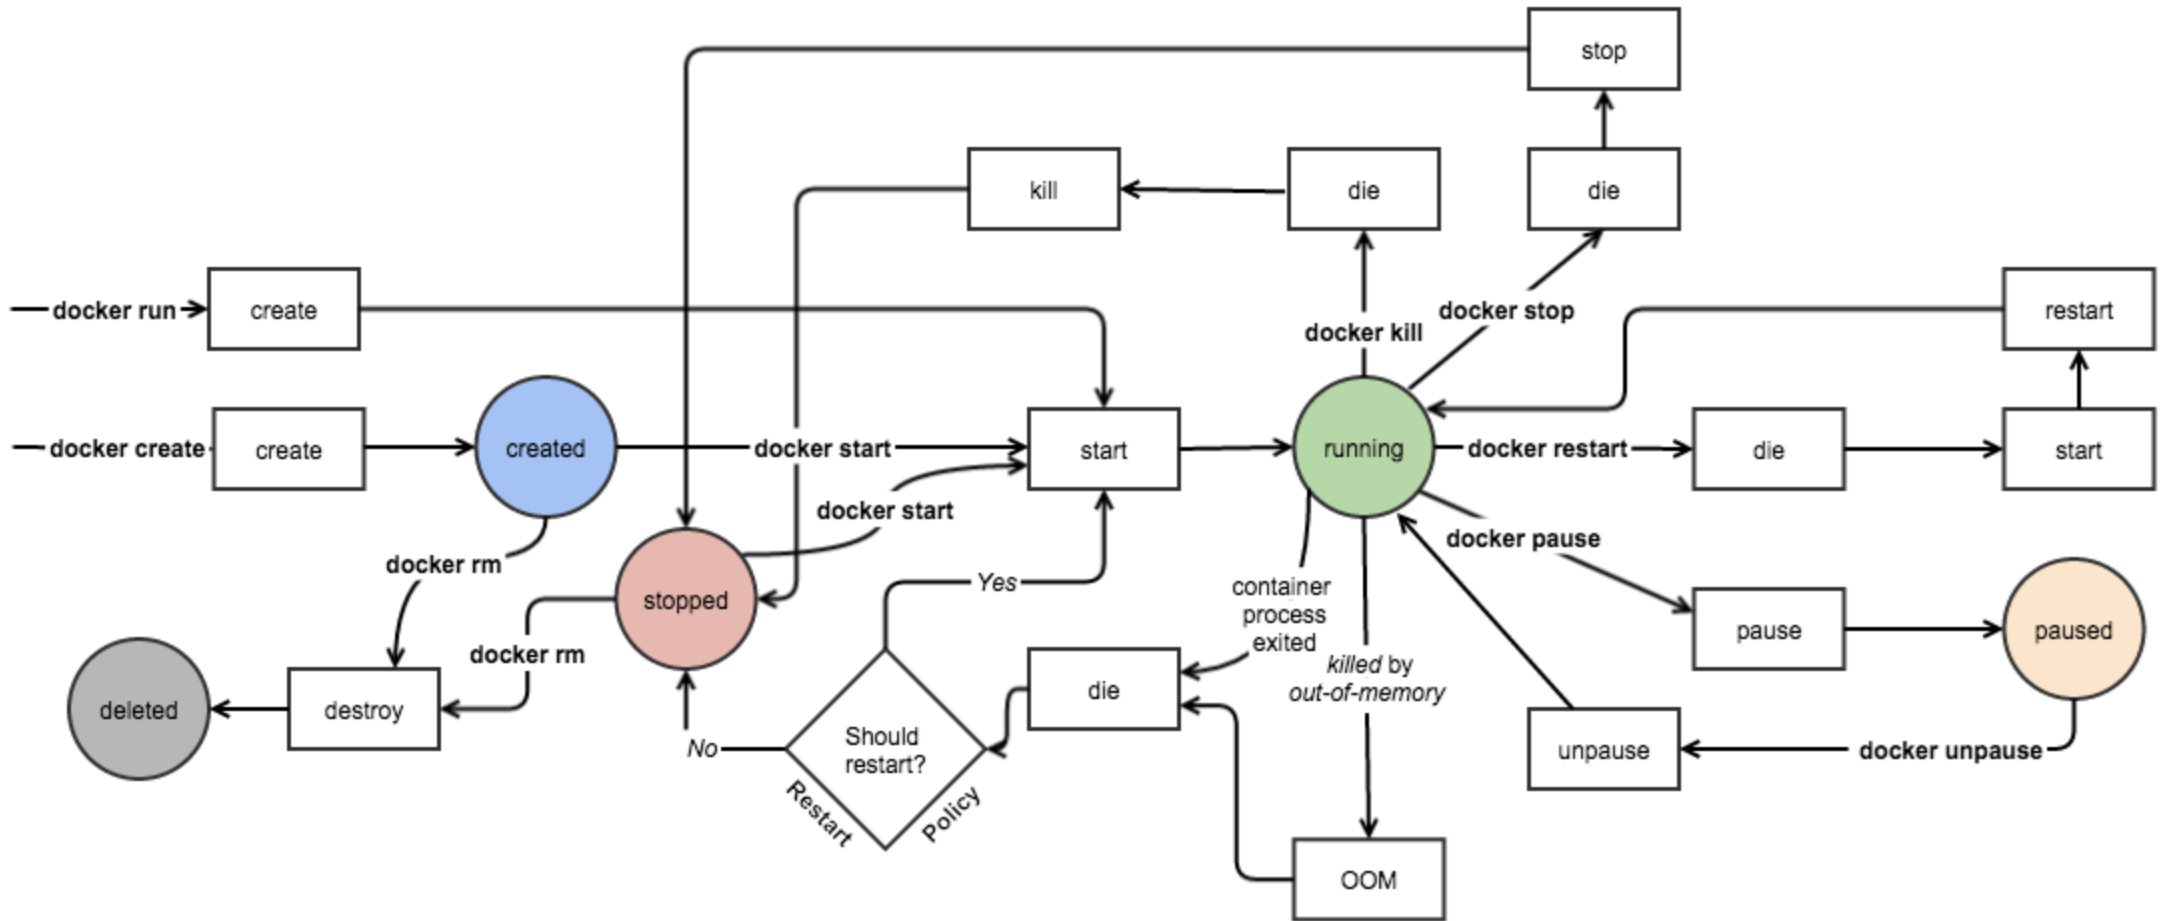 stop
kill
die
die
docker run
create
docker kill
docker stop
restart
docker create
create
created
docker start
start
running
docker restart
die
start
docker start
docker pause
docker rm
stopped
Yes
container
process
exited
pause
paused
docker rm
killed by
out-of-memory
deleted
destroy
No
Should
restart?
Restart
Policy
die
unpause
docker unpause
OOM